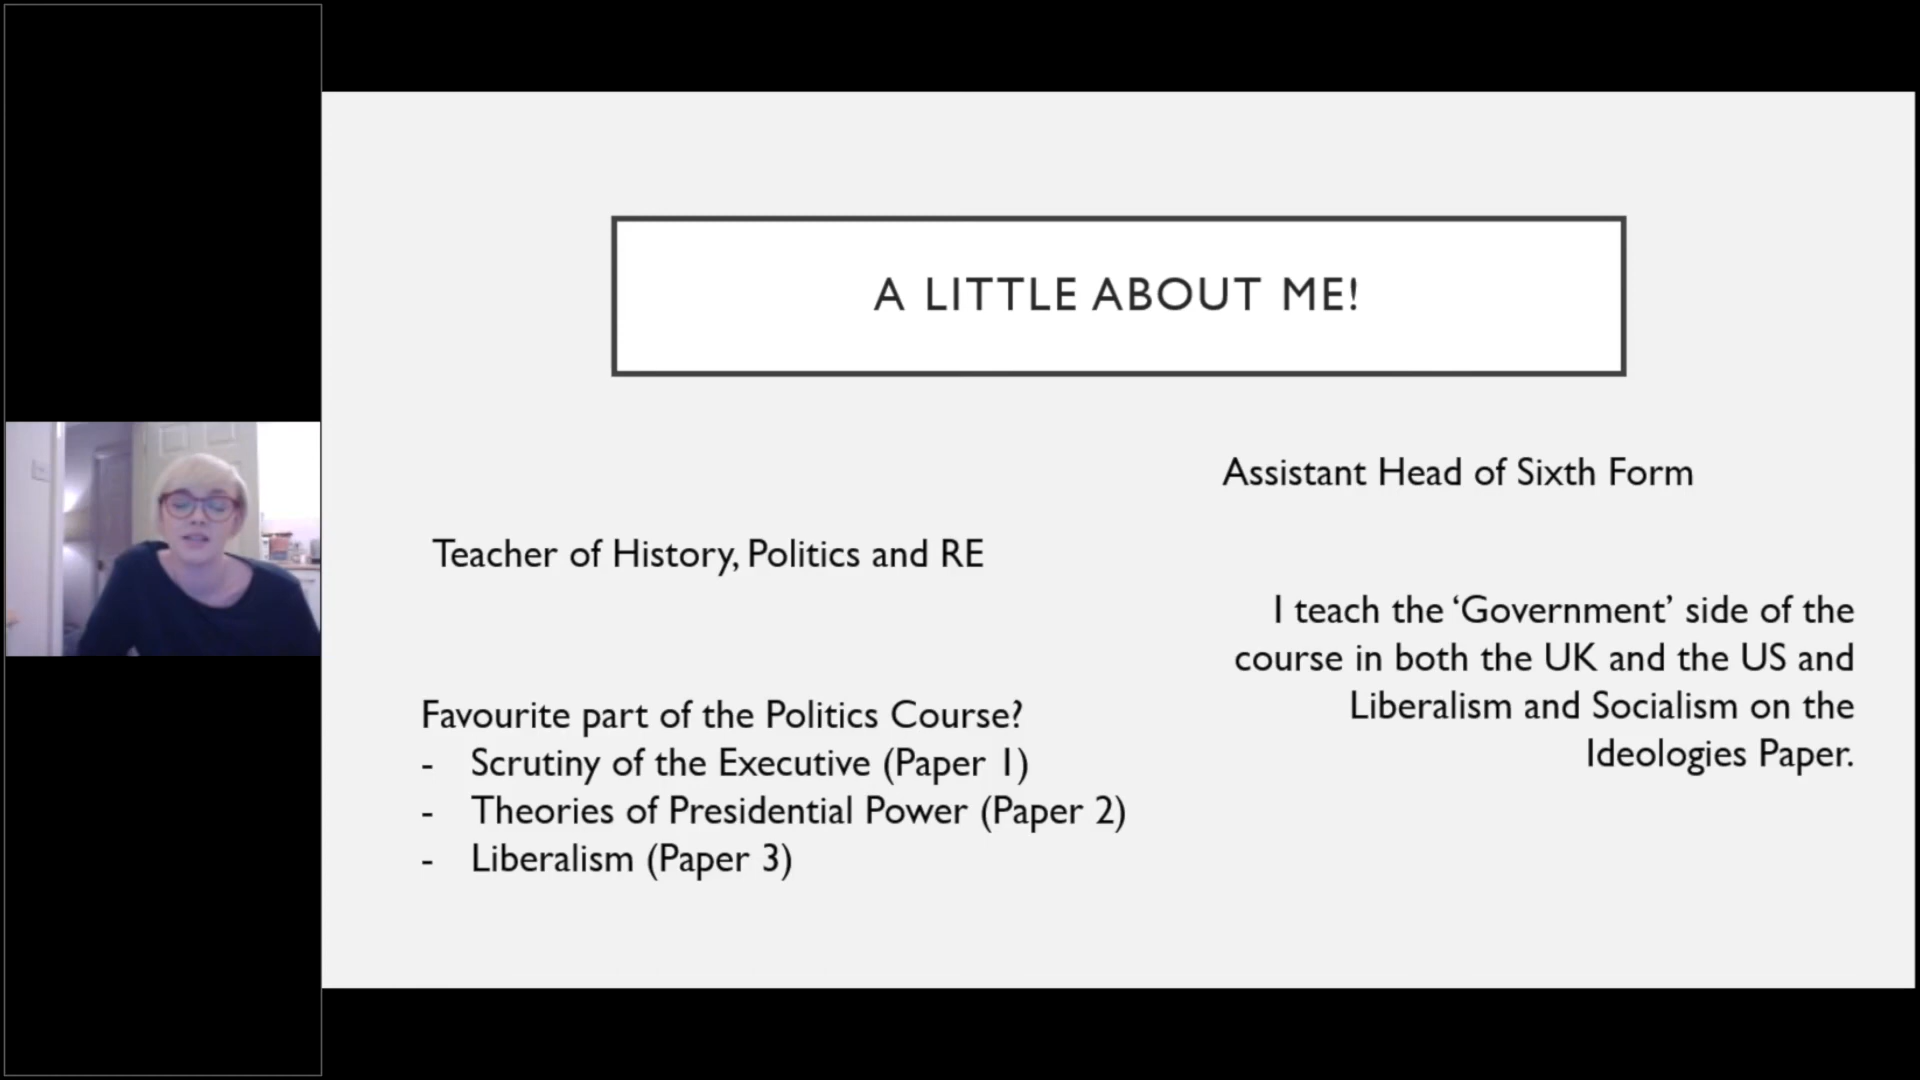 A LITTLE ABOUT ME!
Assistant Head of Sixth Form
Teacher of History, Politics and RE
I teach the ‘Government’ side of the
course in both the UK and the US and
Liberalism and Socialism on the
Ideologies Paper.
Favourite part of the Politics Course?
- Scrutiny of the Executive (Paper 1)
- Theories of Presidential Power (Paper 2)
- Liberalism (Paper 3)